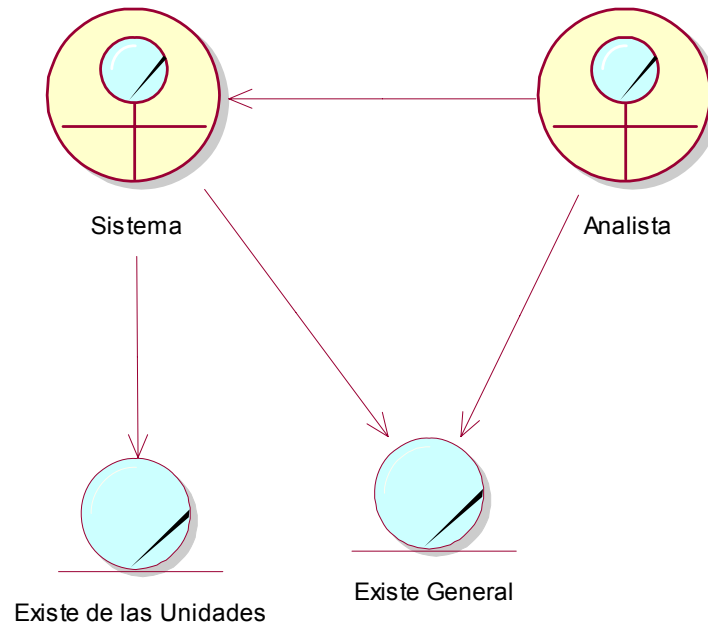 Sistema
Analista
Existe de las Unidades
Existe General